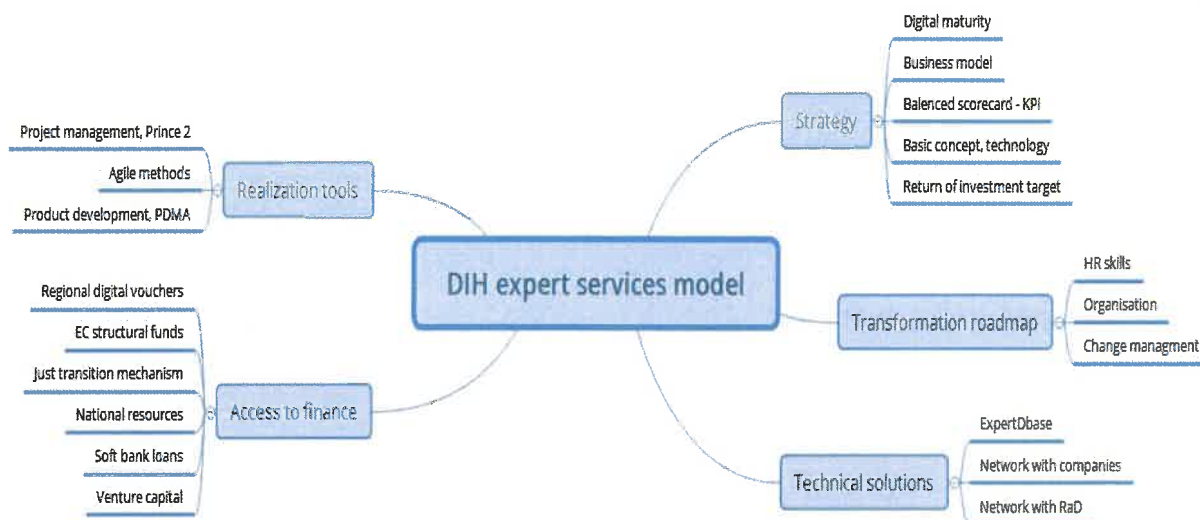 DIH expert services model
Strategy
Digital maturity
Business model
Balenced scorecard - KPI
Basic concept, technology
Return of investment target
Transformation roadmap
HR skills
Organisation
Change managment
Technical solutions
ExpertDbase
Network with companies
Network with RaD
Realization tools
Project management, Prince 2
Agile methods
Product development, PDMA
Access to finance
Regional digital vouchers
EC structural funds
Just transition mechanism
National resources
Soft bank loans
Venture capital